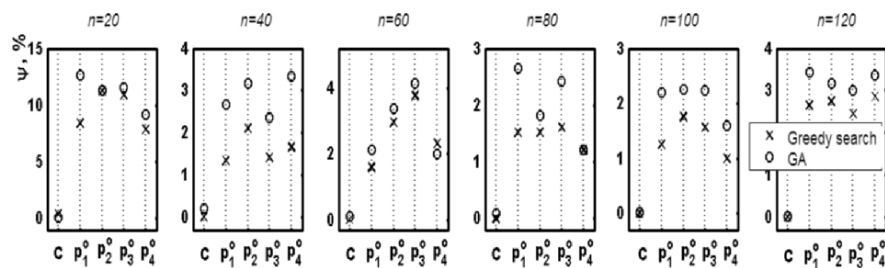 n=20 n=40 n=60 n=80 n=100 n=120
Ψ, %
15 10 5 0
4 3 2 1 0
4 2 0
3 2 1 0
3 2 1 0
4 3 1 0
× Greedy search
o GA
C p₁º p₂º p₃º p₄º
C p₁º p₂º p₃º p₄º
C p₁º p₂º p₃º p₄º
C p₁º p₂º p₃º p₄º
C p₁º p₂º p₃º p₄º
C p₁º p₂º p₃º p₄º